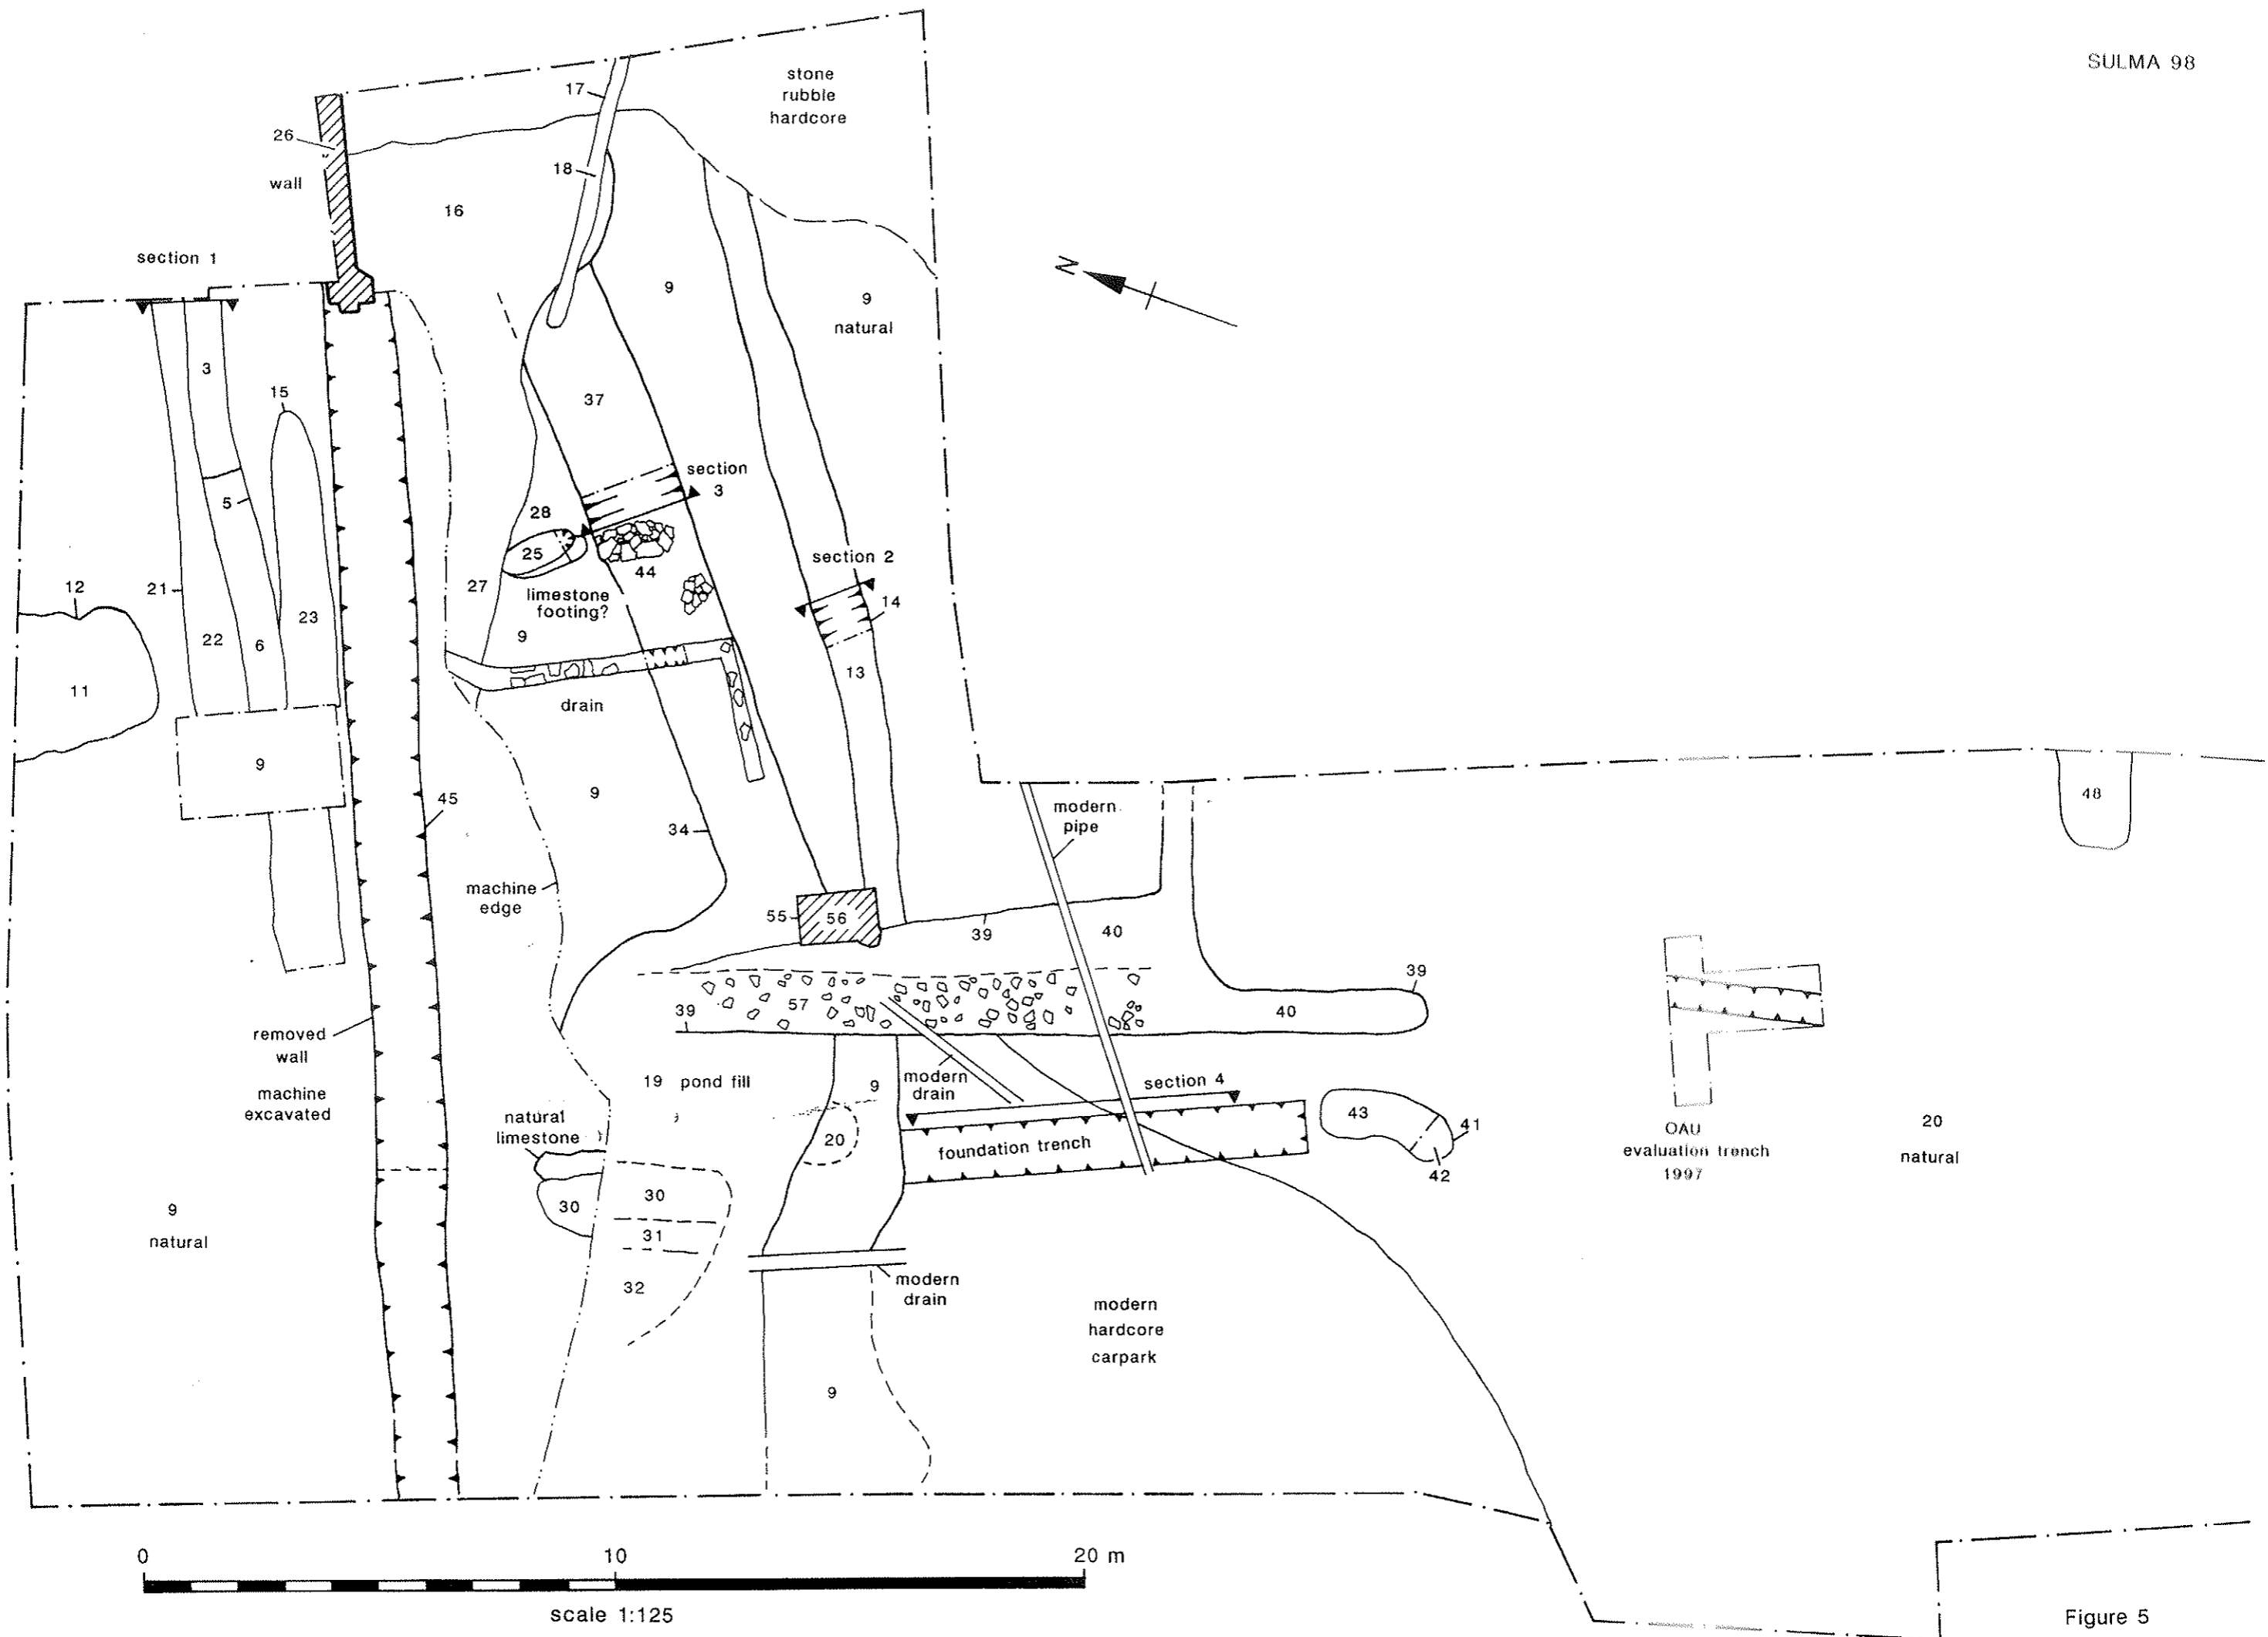 SULMA 98
stone
rubble
hardcore
17
26
wall
18
16
section 1
9
9
natural
N
3
15
37
section
3
5
28
25
44
section 2
14
12
21
27
limestone
footing?
22
6
23
9
13
11
drain
9
9
45
34
modern
pipe
48
machine
edge
55
56
39
40
39
57
39
40
removed
wall
machine
excavated
19 pond fill
9
modern
drain
section 4
natural
limestone
20
foundation trench
43
41
42
OAU
evaluation trench
1997
20
natural
30
30
31
32
9
natural
modern
drain
modern
hardcore
carpark
9
0 10 20 m
scale 1:125
Figure 5